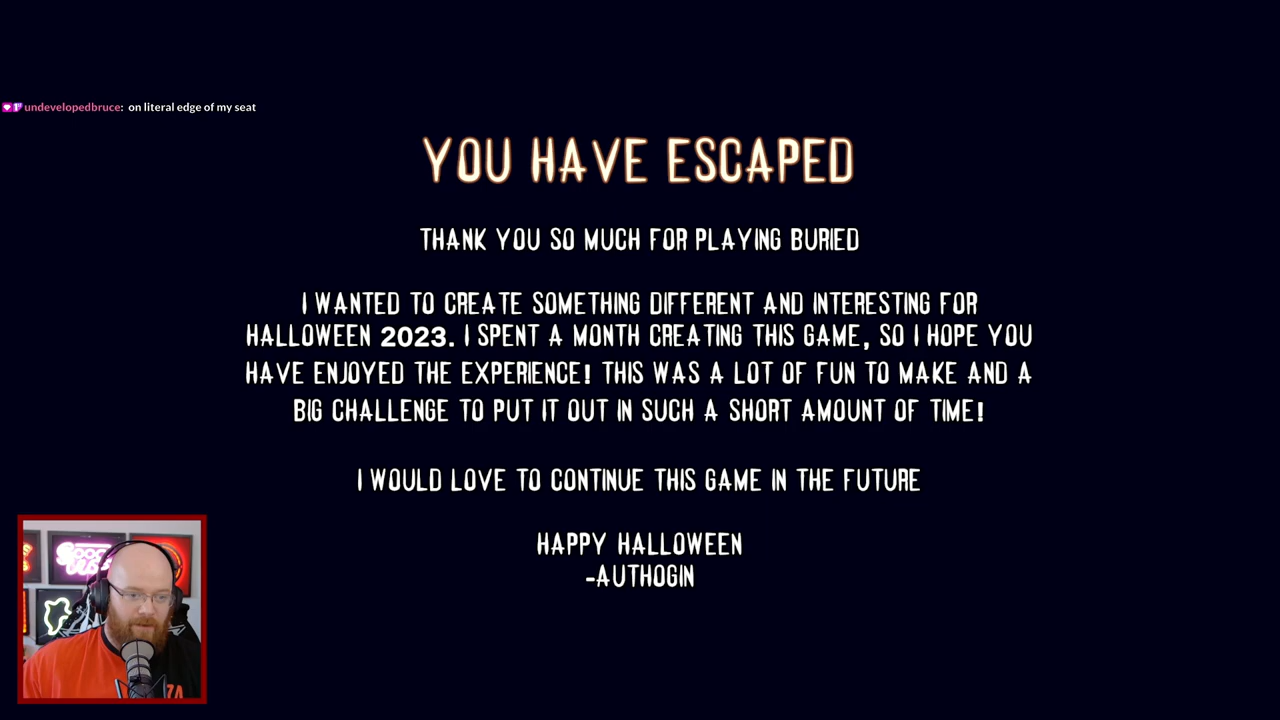 undevelopedbruce: on literal edge of my seat
YOU HAVE ESCAPED
THANK YOU SO MUCH FOR PLAYING BURIED
I WANTED TO CREATE SOMETHING DIFFERENT AND INTERESTING FOR
HALLOWEEN 2023. I SPENT A MONTH CREATING THIS GAME, SO I HOPE YOU
HAVE ENJOYED THE EXPERIENCE! THIS WAS A LOT OF FUN TO MAKE AND A
BIG CHALLENGE TO PUT IT OUT IN SUCH A SHORT AMOUNT OF TIME!
I WOULD LOVE TO CONTINUE THIS GAME IN THE FUTURE
HAPPY HALLOWEEN
-AUTHOGIN